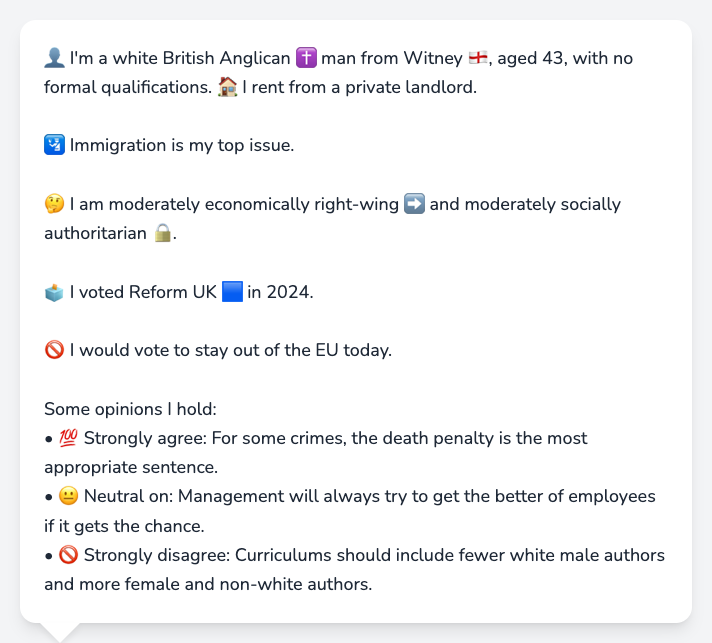 👤 I'm a white British Anglican ✝️ man from Witney 🏴󠁧󠁢󠁥󠁮󠁧󠁿, aged 43, with no
formal qualifications. 🏠 I rent from a private landlord.
🛂 Immigration is my top issue.
🤔 I am moderately economically right-wing ➡️ and moderately socially
authoritarian 🔒.
🗳️ I voted Reform UK 🟦 in 2024.
🚫 I would vote to stay out of the EU today.
Some opinions I hold:
• 💯 Strongly agree: For some crimes, the death penalty is the most
appropriate sentence.
• 😐 Neutral on: Management will always try to get the better of employees
if it gets the chance.
• 🚫 Strongly disagree: Curriculums should include fewer white male authors
and more female and non-white authors.